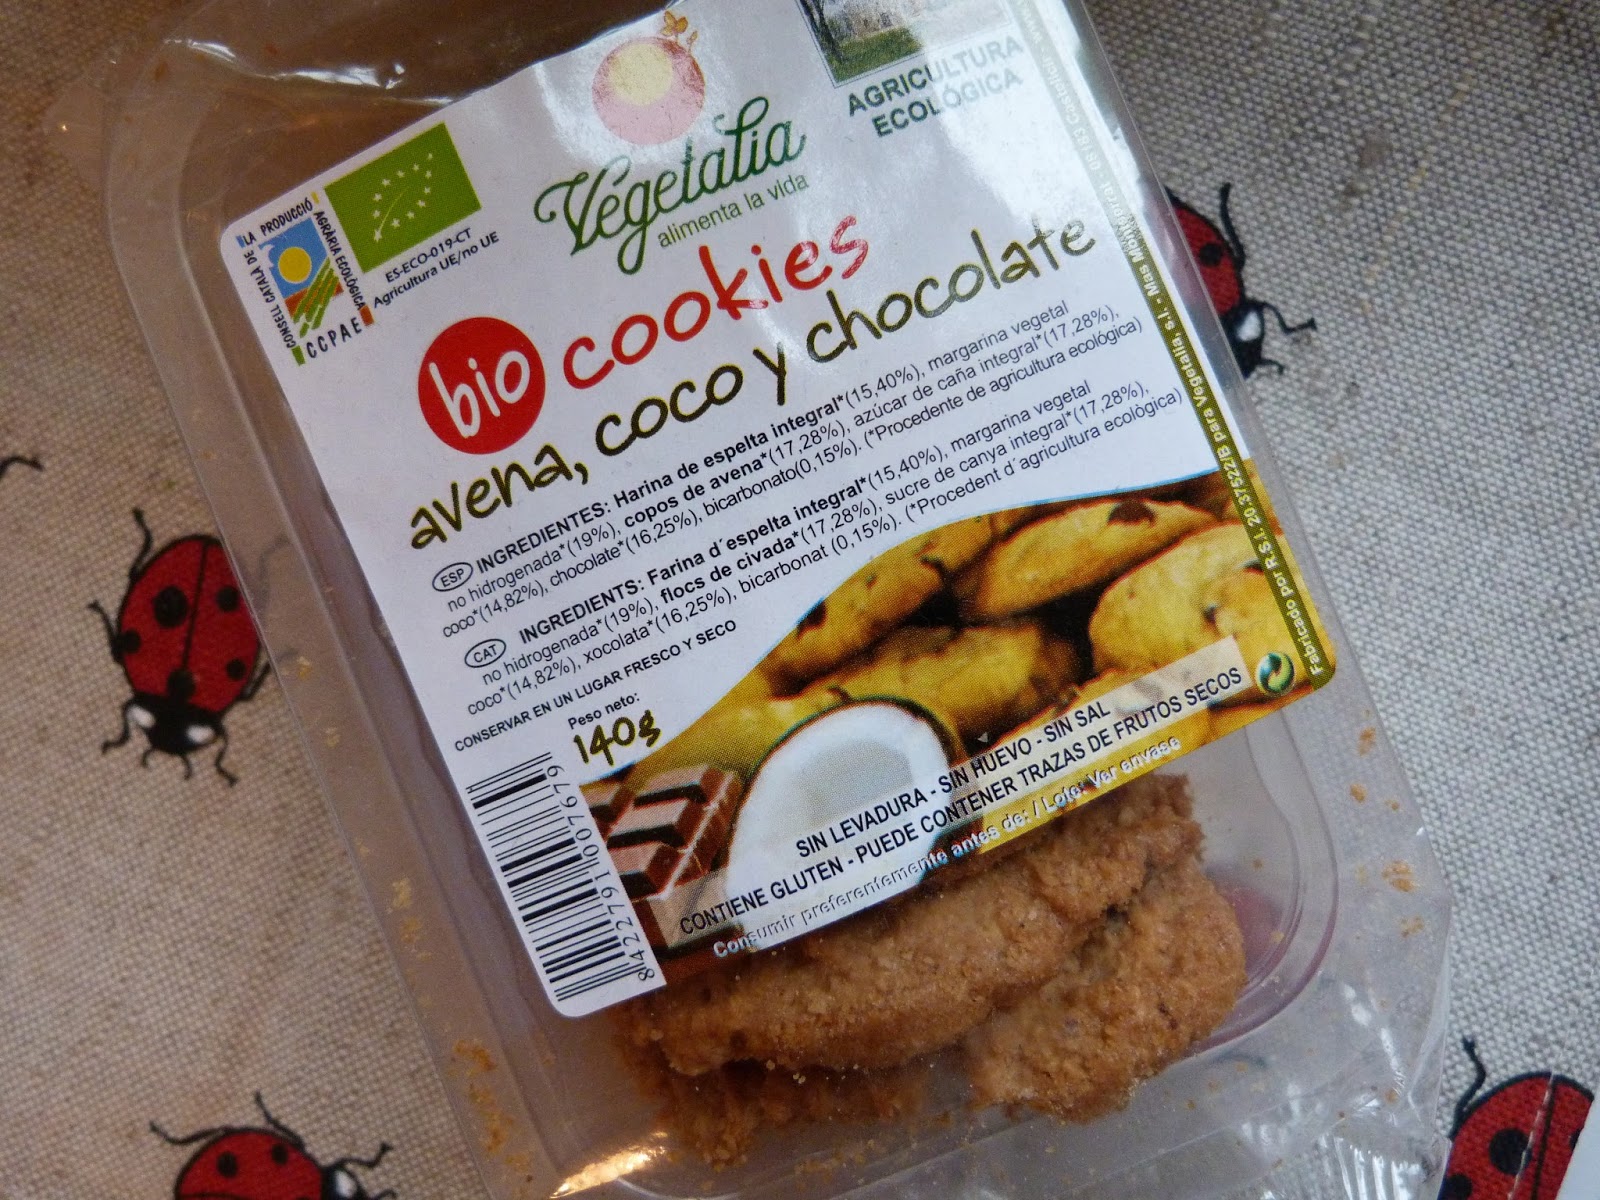 AGRICULTURA
ECOLÓGICA
Vegetalia
alimenta la vida
CONSELL CATALÀ DE LA PRODUCCIÓ AGRÀRIA ECOLÒGICA
CCPAE
ES-ECO-019-CT
Agricultura UE/no UE
bio cookies
avena, coco y chocolate
ESP INGREDIENTES: Harina de espelta integral*(15,40%), margarina vegetal
no hidrogenada*(19%), copos de avena*(17,28%), azúcar de caña integral*(17,28%),
coco*(14,82%), chocolate*(16,25%), bicarbonato(0,15%). (*Procedente de agricultura ecológica)
CAT INGREDIENTS: Farina d´espelta integral*(15,40%), margarina vegetal
no hidrogenada*(19%), flocs de civada*(17,28%), sucre de canya integral*(17,28%),
coco*(14,82%), xocolata*(16,25%), bicarbonat (0,15%). (*Procedent d´agricultura ecològica)
CONSERVAR EN UN LUGAR FRESCO Y SECO
Peso neto:
140g
8422791007679
SIN LEVADURA - SIN HUEVO - SIN SAL
CONTIENE GLUTEN - PUEDE CONTENER TRAZAS DE FRUTOS SECOS
Consumir preferentemente antes de: / Lote: Ver envase
Fabricado por R.S.I. 20.37522/B para Vegetalia, s.l. - Mas Montserrat - 08183 Castellcir - www.